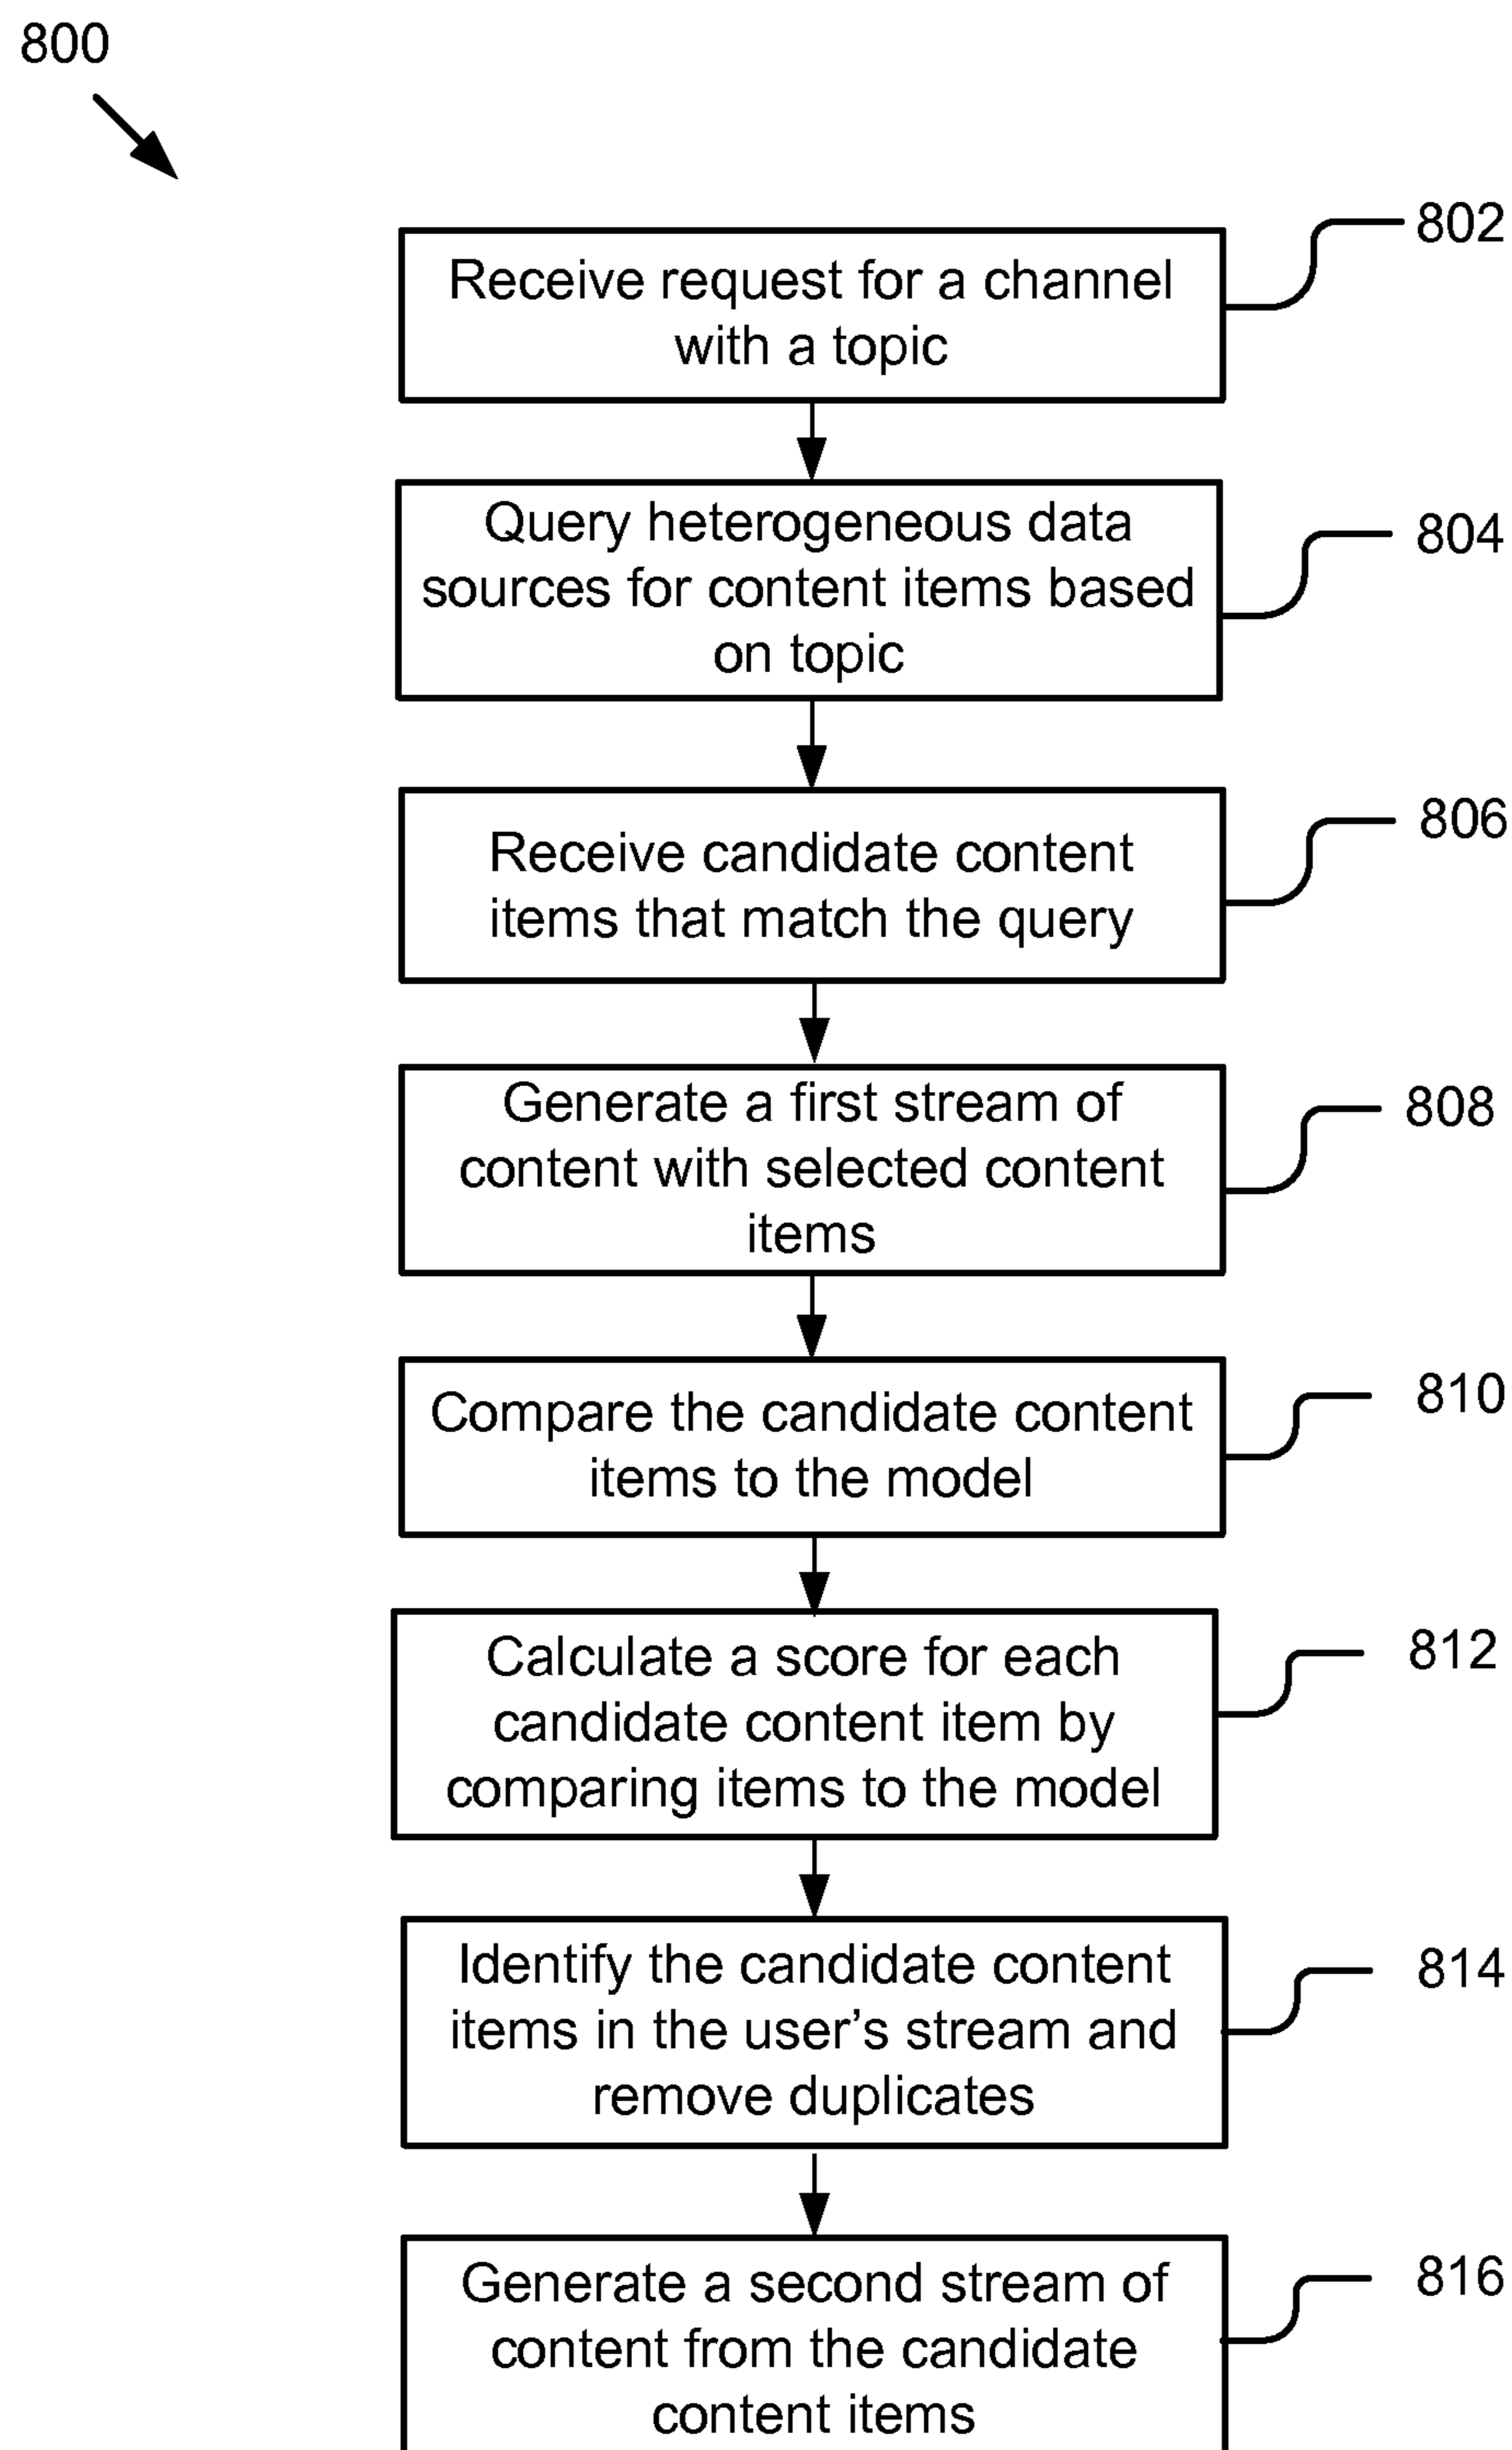 800
802
Receive request for a channel
with a topic
804
Query heterogeneous data
sources for content items based
on topic
806
Receive candidate content
items that match the query
808
Generate a first stream of
content with selected content
items
810
Compare the candidate content
items to the model
812
Calculate a score for each
candidate content item by
comparing items to the model
814
Identify the candidate content
items in the user’s stream and
remove duplicates
816
Generate a second stream of
content from the candidate
content items